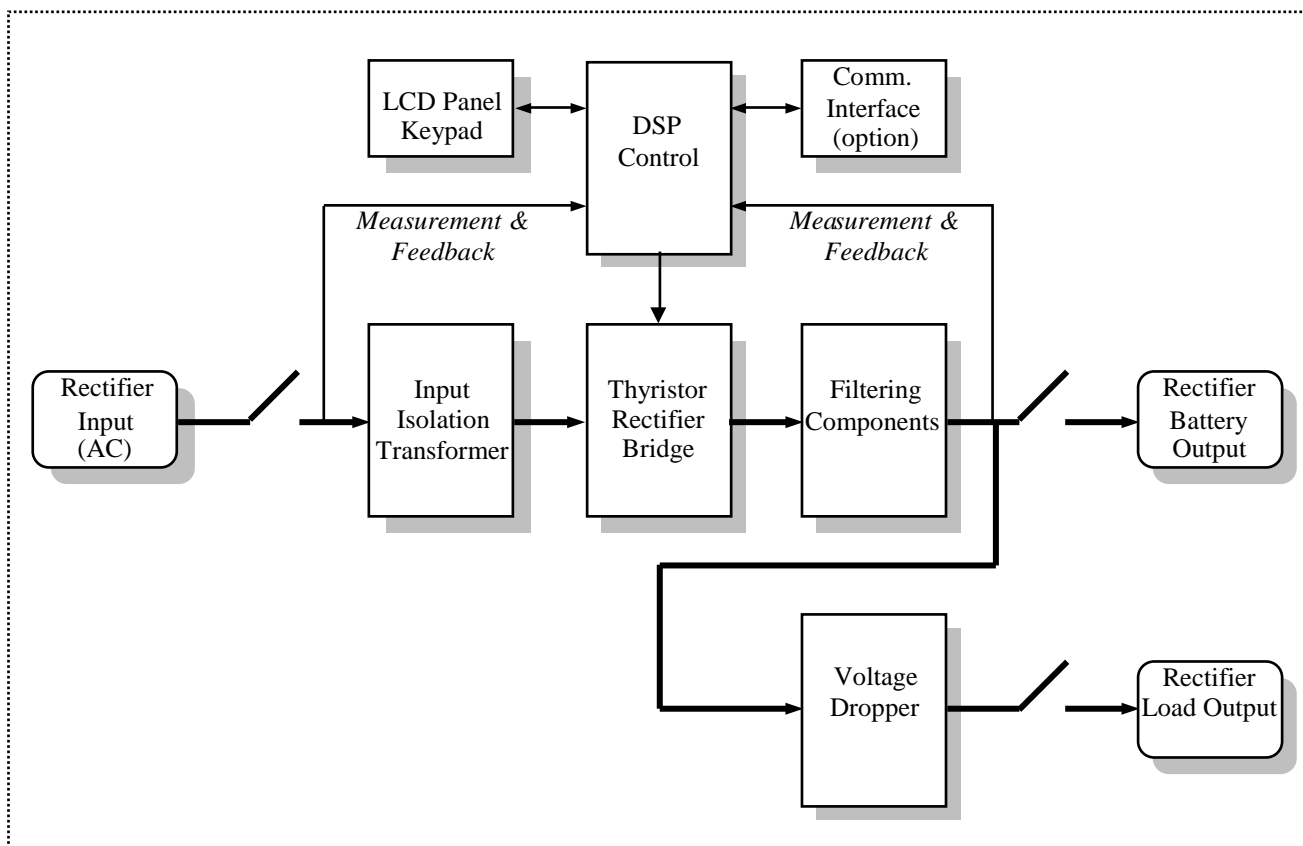 LCD Panel
Keypad
DSP
Control
Comm.
Interface
(option)
Measurement &
Feedback
Measurement &
Feedback
Rectifier
Input
(AC)
Input
Isolation
Transformer
Thyristor
Rectifier
Bridge
Filtering
Components
Rectifier
Battery
Output
Voltage
Dropper
Rectifier
Load Output